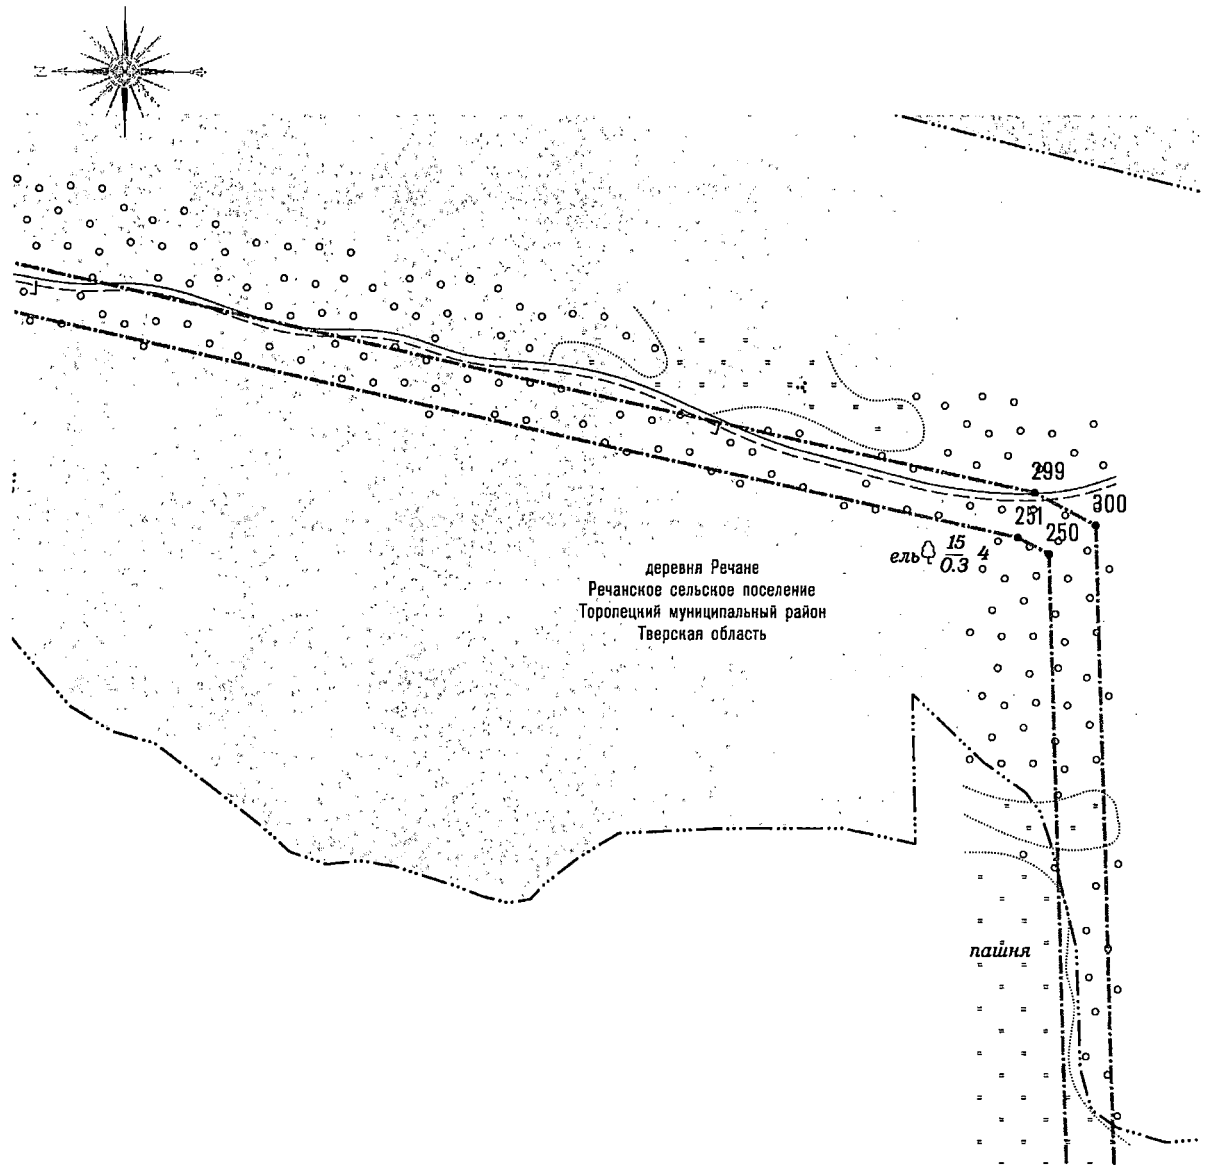 N
299
300
251
250
ель 15/0.3 4
деревня Речане
Речанское сельское поселение
Торопецкий муниципальный район
Тверская область
пашня